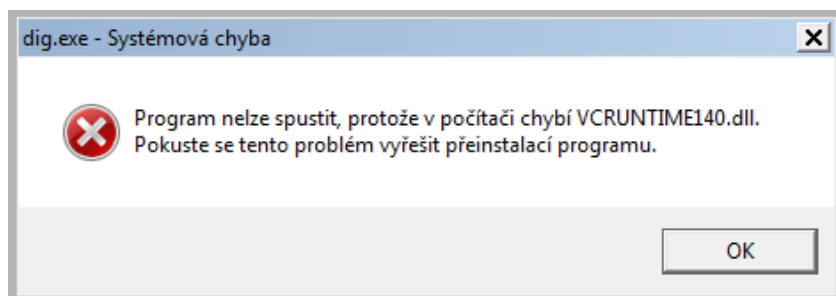 dig.exe - Systémová chyba
Program nelze spustit, protože v počítači chybí VCRUNTIME140.dll.
Pokuste se tento problém vyřešit přeinstalací programu.
OK